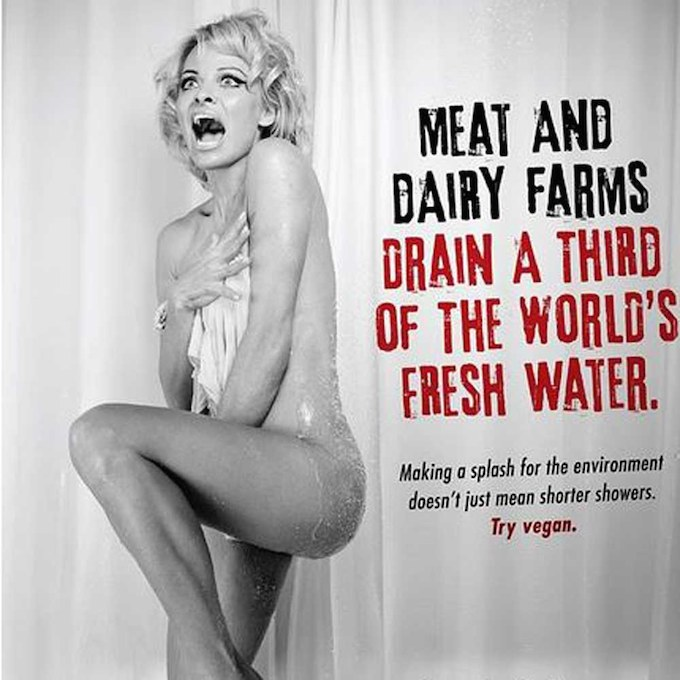 MEAT AND
DAIRY FARMS
DRAIN A THIRD
OF THE WORLD'S
FRESH WATER.
Making a splash for the environment
doesn't just mean shorter showers.
Try vegan.